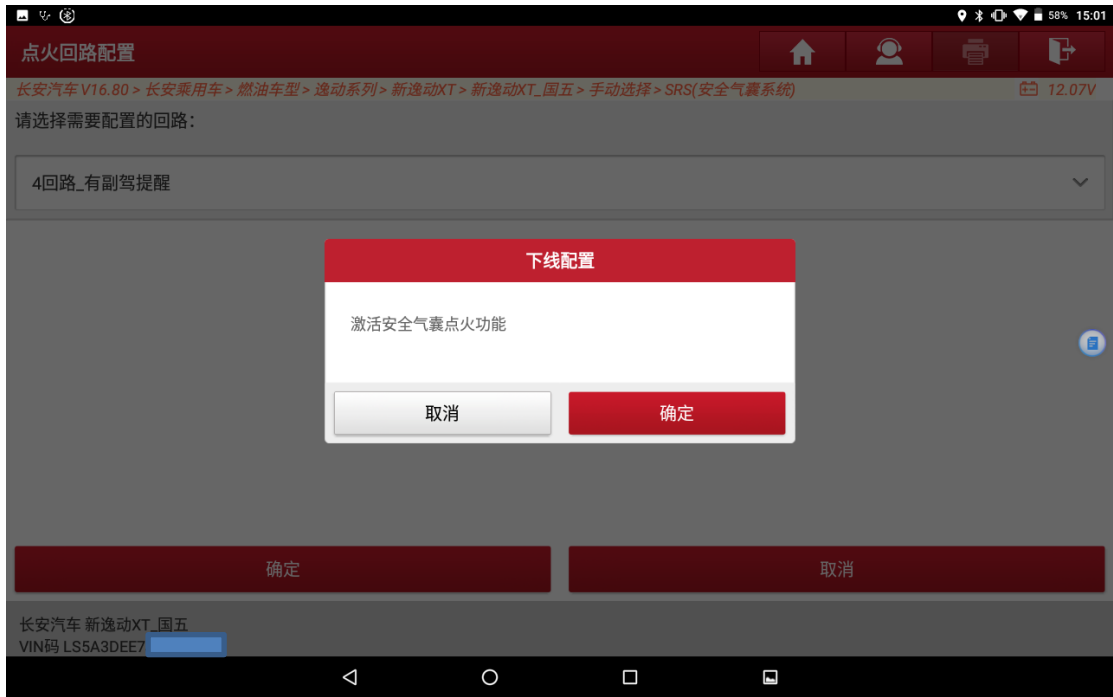 58% 15:01
点火回路配置
长安汽车 V16.80 > 长安乘用车 > 燃油车型 > 逸动系列 > 新逸动XT > 新逸动XT_国五 > 手动选择 > SRS(安全气囊系统) 12.07V
请选择需要配置的回路：
4回路_有副驾提醒
下线配置
激活安全气囊点火功能
取消 确定
确定 取消
长安汽车 新逸动XT_国五
VIN码 LS5A3DEE7